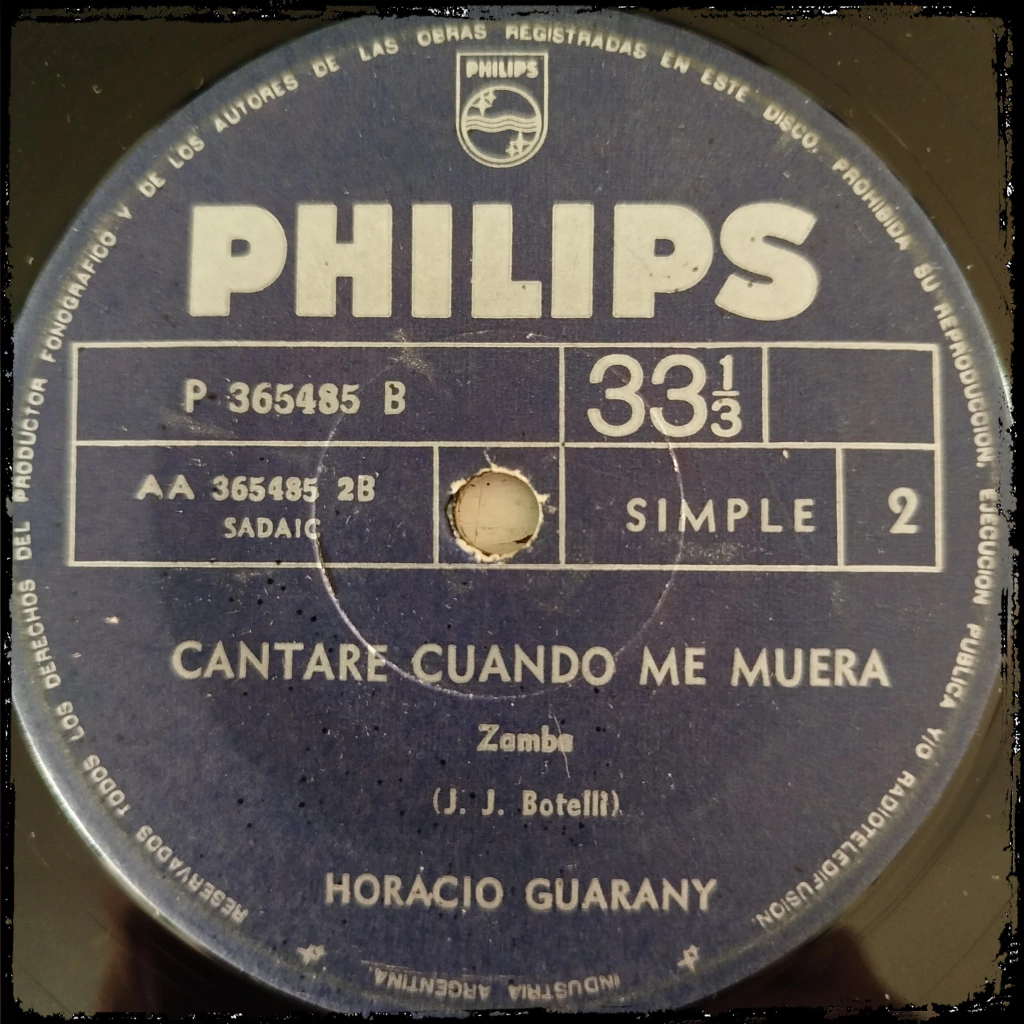 RESERVADOS TODOS LOS DERECHOS DEL PRODUCTOR FONOGRAFICO Y DE LOS AUTORES DE LAS OBRAS REGISTRADAS EN ESTE DISCO. PROHIBIDA SU REPRODUCCION, EJECUCION PUBLICA Y/O RADIOTELEDIFUSION.
PHILIPS
PHILIPS
P 365485 B
33 1/3
AA 365485 2B
SADAIC
SIMPLE
2
CANTARE CUANDO ME MUERA
Zamba
(J. J. Botelli)
HORACIO GUARANY
INDUSTRIA ARGENTINA.